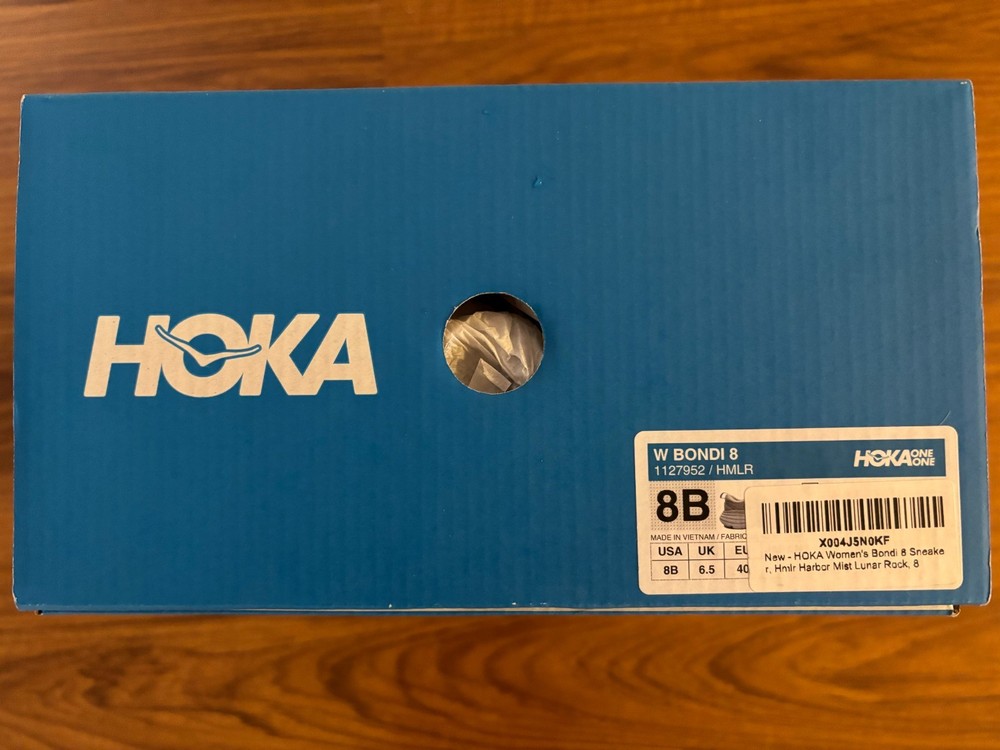 HOKA
W BONDI 8
1127952 / HMLR
HOKA ONE ONE
8B
MADE IN VIETNAM / FABRIC
USA UK EU
8B 6.5 40
X004J5N0KF
New - HOKA Women's Bondi 8 Sneake
r, Hmlr Harbor Mist Lunar Rock, 8